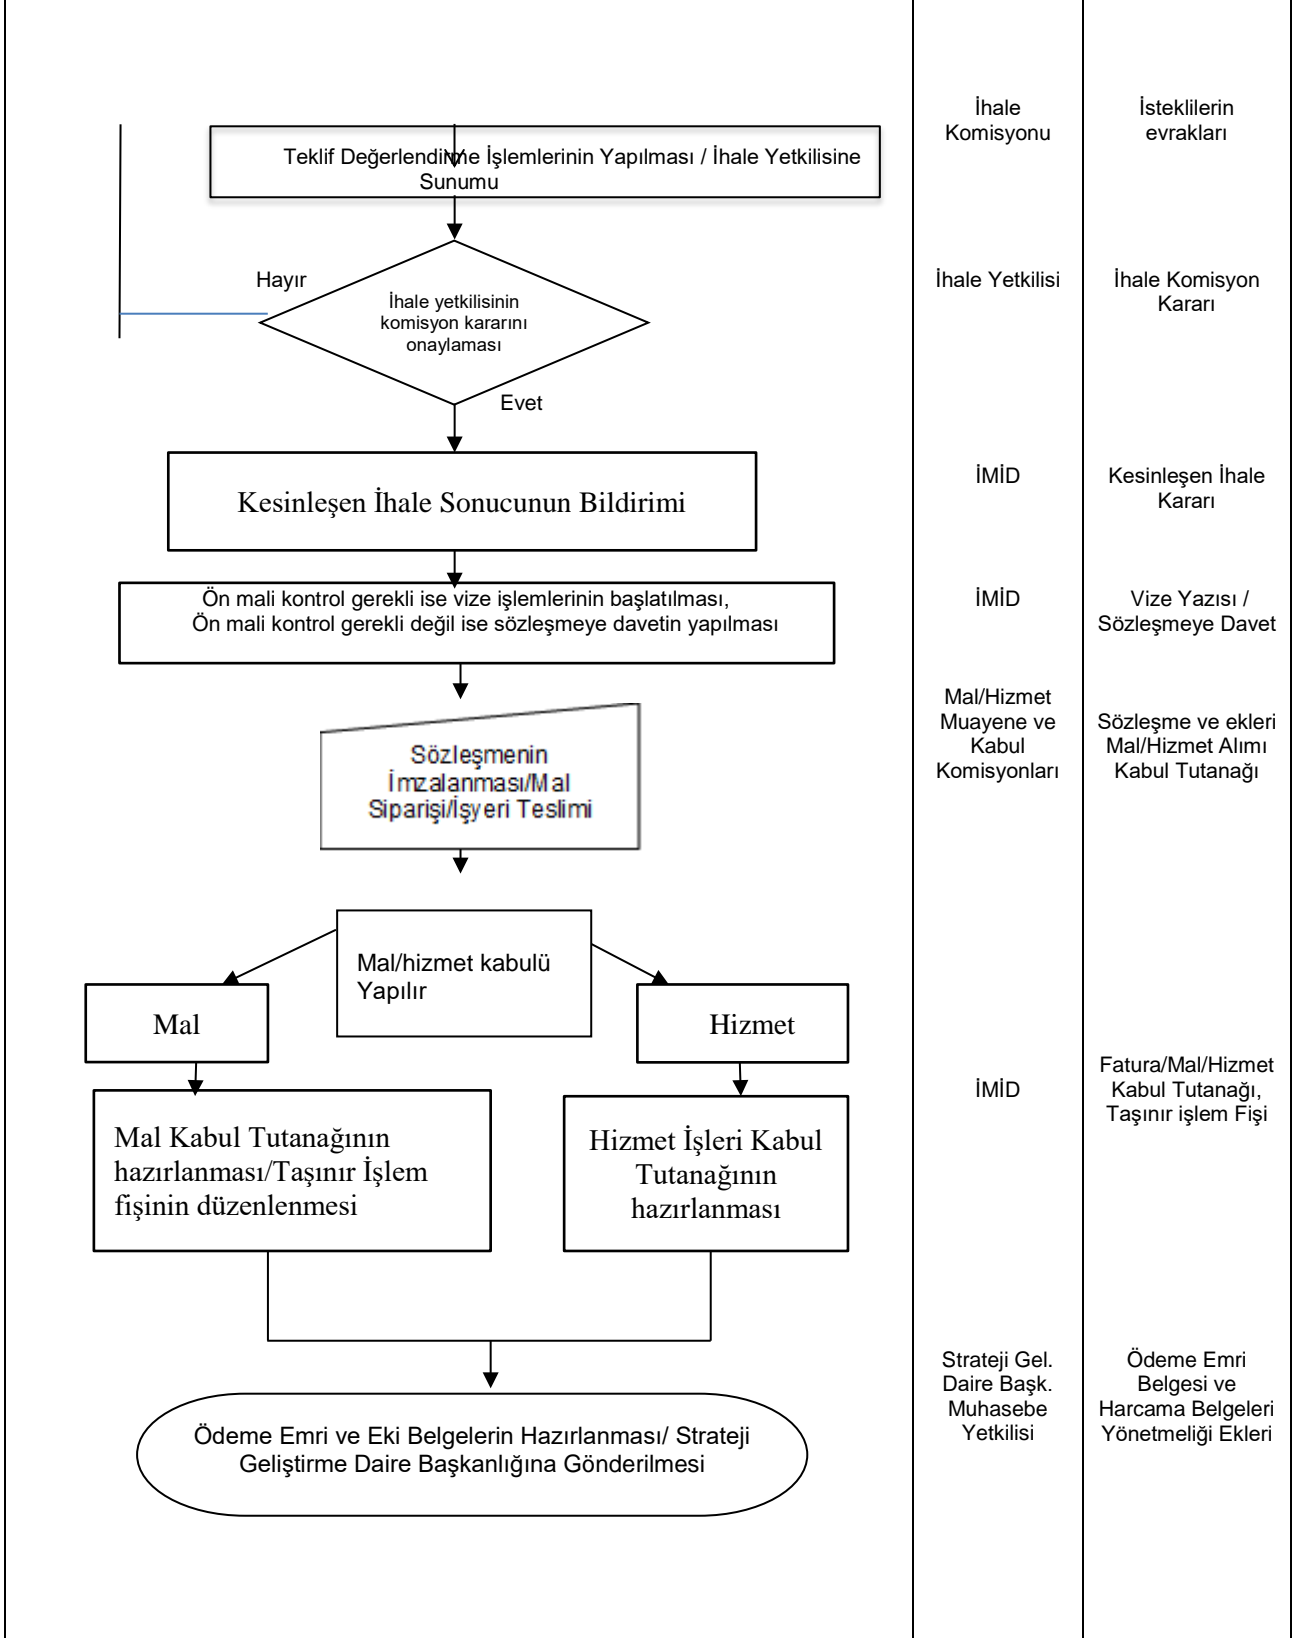 İhale
Komisyonu
İsteklilerin
evrakları
Teklif Değerlendirme İşlemlerinin Yapılması / İhale Yetkilisine
Sunumu
Hayır
İhale yetkilisinin
komisyon kararını
onaylaması
Evet
İhale Yetkilisi
İhale Komisyon
Kararı
Kesinleşen İhale Sonucunun Bildirimi
İMİD
Kesinleşen İhale
Kararı
Ön mali kontrol gerekli ise vize işlemlerinin başlatılması,
Ön mali kontrol gerekli değil ise sözleşmeye davetin yapılması
İMİD
Vize Yazısı /
Sözleşmeye Davet
Sözleşmenin
İmzalanması/Mal
Siparişi/İşyeri Teslimi
Mal/Hizmet
Muayene ve
Kabul
Komisyonları
Sözleşme ve ekleri
Mal/Hizmet Alımı
Kabul Tutanağı
Mal/hizmet kabulü
Yapılır
Mal
Hizmet
Mal Kabul Tutanağının
hazırlanması/Taşınır İşlem
fişinin düzenlenmesi
Hizmet İşleri Kabul
Tutanağının
hazırlanması
İMİD
Fatura/Mal/Hizmet
Kabul Tutanağı,
Taşınır işlem Fişi
Ödeme Emri ve Eki Belgelerin Hazırlanması/ Strateji
Geliştirme Daire Başkanlığına Gönderilmesi
Strateji Gel.
Daire Başk.
Muhasebe
Yetkilisi
Ödeme Emri
Belgesi ve
Harcama Belgeleri
Yönetmeliği Ekleri